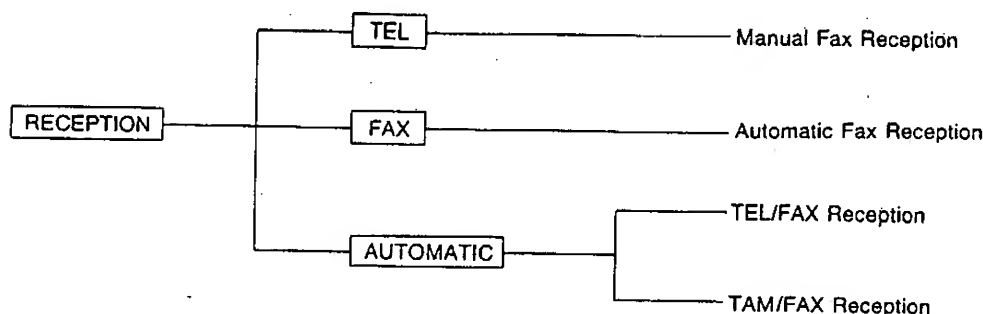 TEL
Manual Fax Reception
RECEPTION
FAX
Automatic Fax Reception
TEL/FAX Reception
AUTOMATIC
TAM/FAX Reception